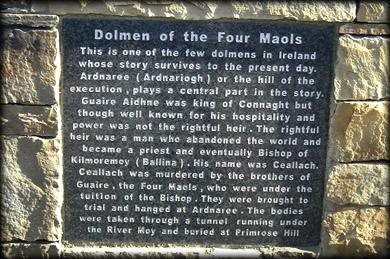 Dolmen of the Four Maols
This is one of the few dolmens in Ireland
whose story survives to the present day.
Ardnaree ( Ardnariogh ) or the hill of the
execution , plays a central part in the story.
Guaire Aidhne was king of Connaght but
though well known for his hospitality and
power was not the rightful heir . The rightful
heir was a man who abandoned the world and
became a priest and eventually Bishop of
Kilmoremoy ( Ballina ) . His name was Ceallach.
Ceallach was murdered by the brothers of
Guaire , the Four Maols , who were under the
tuition of the Bishop. They were brought to
trial and hanged at Ardnaree . The bodies
were taken through a tunnel running under
the River Moy and buried at Primrose Hill